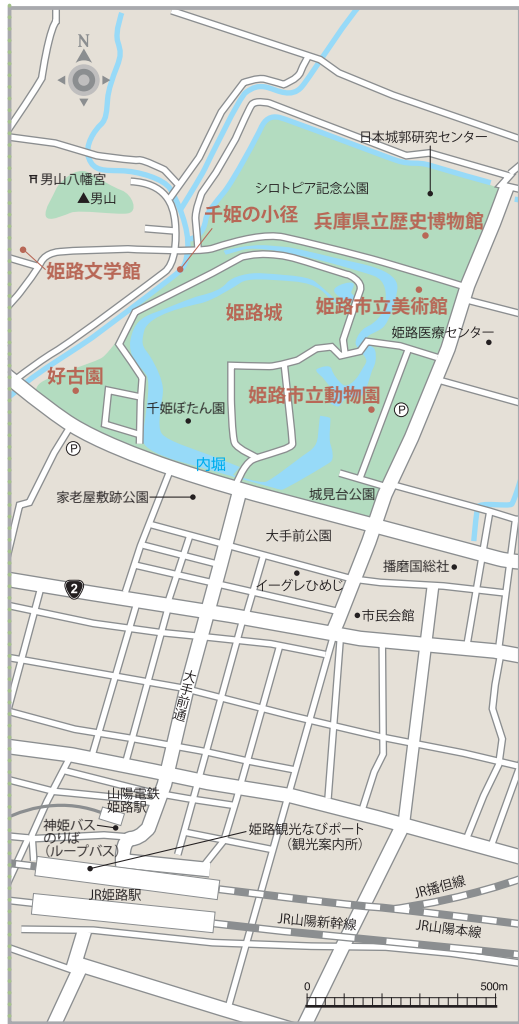 N
日本城郭研究センター
男山八幡宮
男山
シロトピア記念公園
千姫の小径
兵庫県立歴史博物館
姫路文学館
姫路城
姫路市立美術館
姫路医療センター
好古園
千姫ぼたん園
姫路市立動物園
P
P
内堀
家老屋敷跡公園
城見台公園
大手前公園
播磨国総社
イーグレひめじ
2
市民会館
大手前通
山陽電鉄
姫路駅
神姫バス
のりば
(ループバス)
姫路観光なびポート
(観光案内所)
JR姫路駅
JR播但線
JR山陽新幹線
JR山陽本線
0 500m